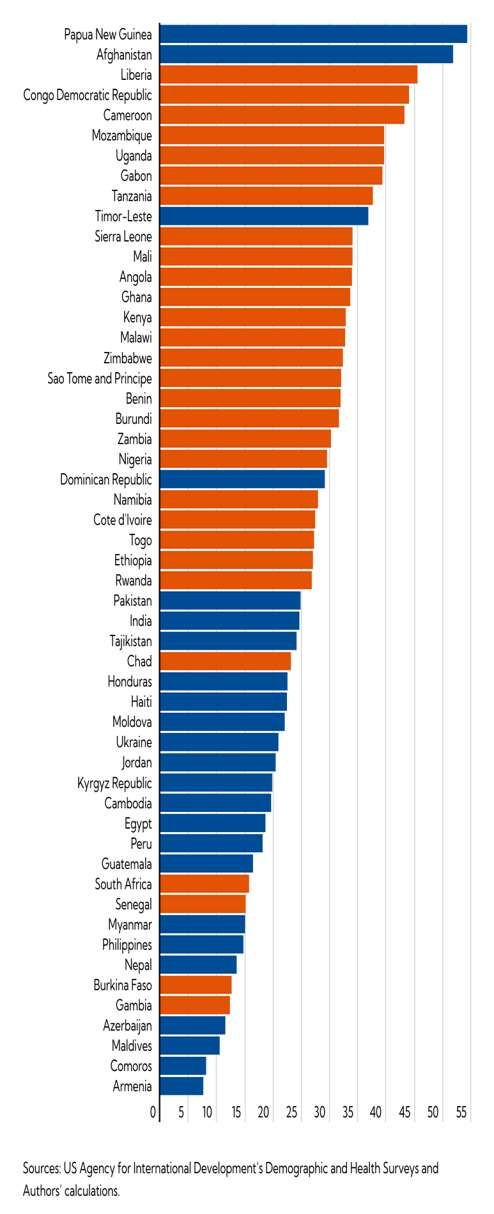 Papua New Guinea
Afghanistan
Liberia
Congo Democratic Republic
Cameroon
Mozambique
Uganda
Gabon
Tanzania
Timor-Leste
Sierra Leone
Mali
Angola
Ghana
Kenya
Malawi
Zimbabwe
Sao Tome and Principe
Benin
Burundi
Zambia
Nigeria
Dominican Republic
Namibia
Cote d'Ivoire
Togo
Ethiopia
Rwanda
Pakistan
India
Tajikistan
Chad
Honduras
Haiti
Moldova
Ukraine
Jordan
Kyrgyz Republic
Cambodia
Egypt
Peru
Guatemala
South Africa
Senegal
Myanmar
Philippines
Nepal
Burkina Faso
Gambia
Azerbaijan
Maldives
Comoros
Armenia
0 5 10 15 20 25 30 35 40 45 50 55
Sources: US Agency for International Development's Demographic and Health Surveys and
Authors' calculations.